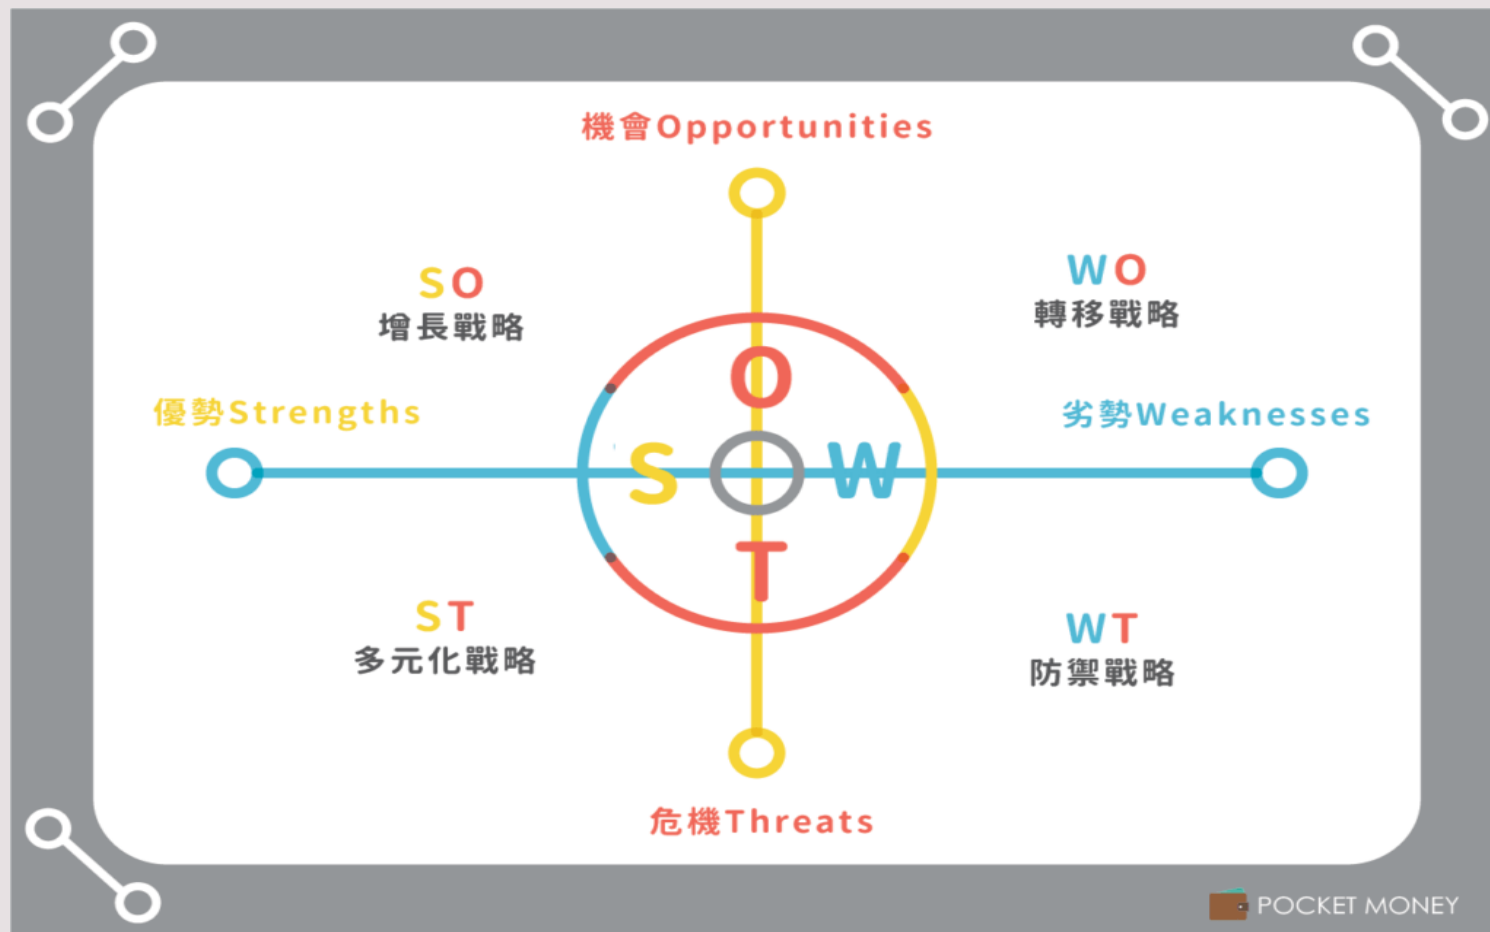 機會Opportunities
SO
增長戰略
WO
轉移戰略
優勢Strengths
劣勢Weaknesses
O
S
W
T
ST
多元化戰略
WT
防禦戰略
危機Threats
POCKET MONEY